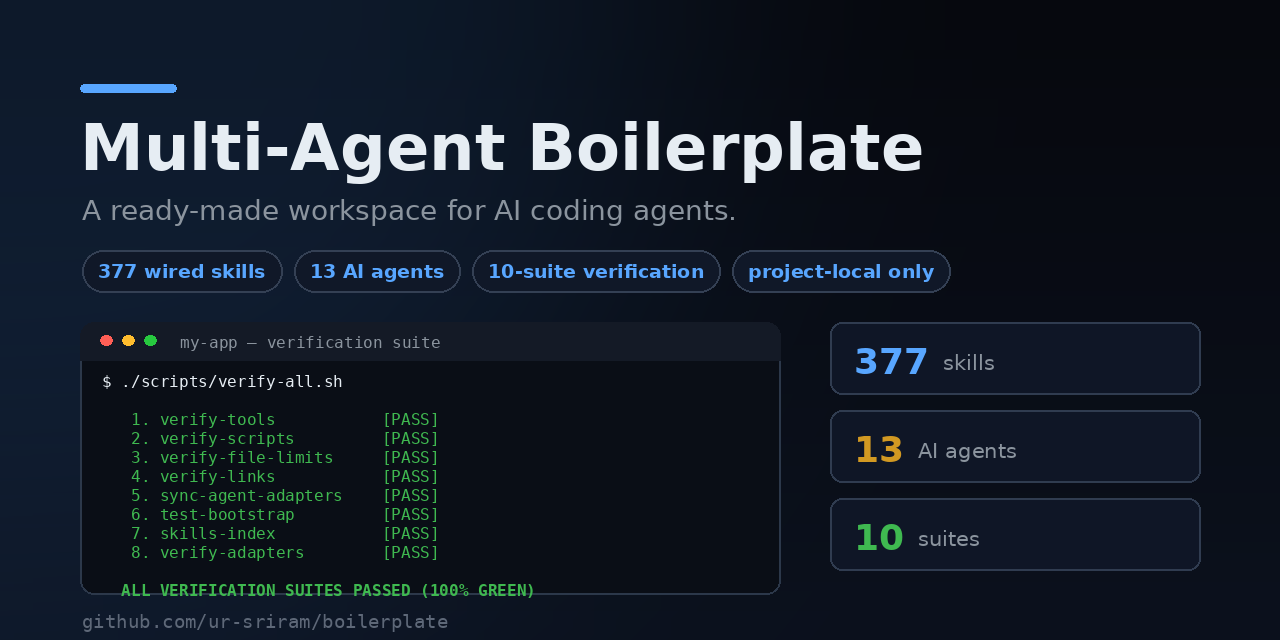 Multi-Agent Boilerplate
A ready-made workspace for AI coding agents.
377 wired skills
13 AI agents
10-suite verification
project-local only
my-app — verification suite
$ ./scripts/verify-all.sh
1. verify-tools [PASS]
2. verify-scripts [PASS]
3. verify-file-limits [PASS]
4. verify-links [PASS]
5. sync-agent-adapters [PASS]
6. test-bootstrap [PASS]
7. skills-index [PASS]
8. verify-adapters [PASS]
ALL VERIFICATION SUITES PASSED (100% GREEN)
377 skills
13 AI agents
10 suites
github.com/ur-sriram/boilerplate